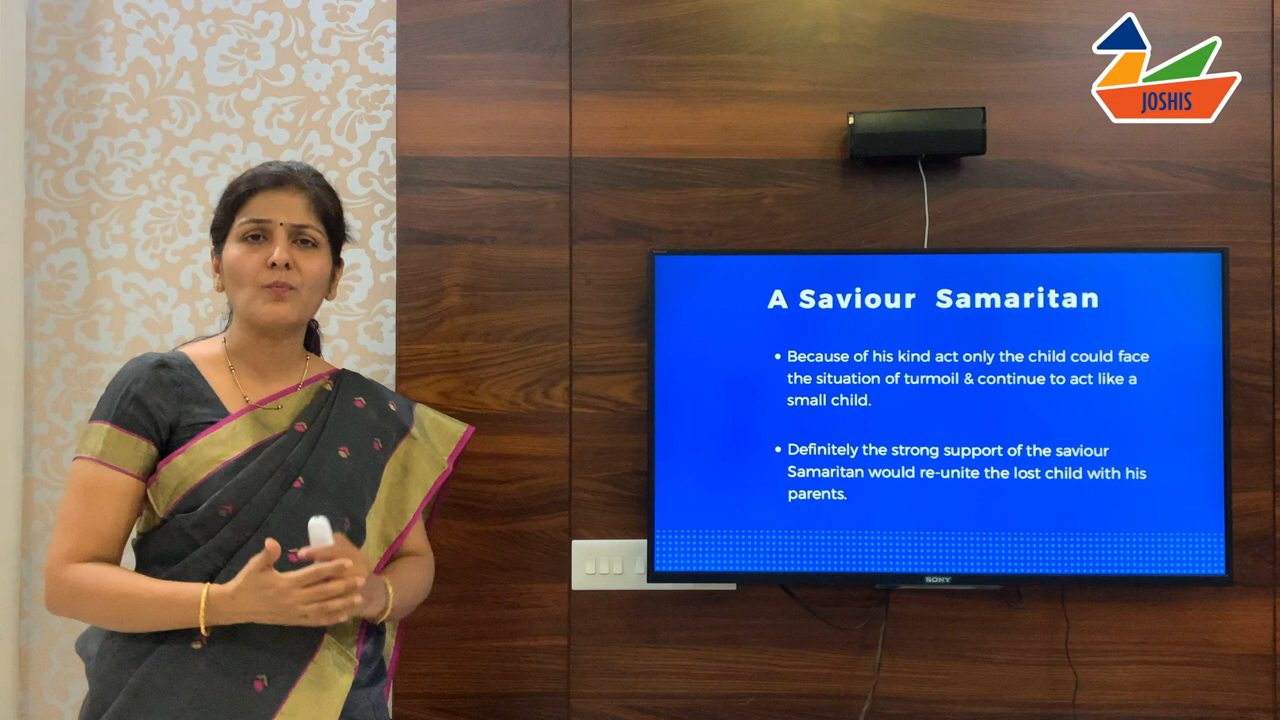 JOSHIS
A Saviour Samaritan
• Because of his kind act only the child could face
the situation of turmoil & continue to act like a
small child.
• Definitely the strong support of the saviour
Samaritan would re-unite the lost child with his
parents.
SONY